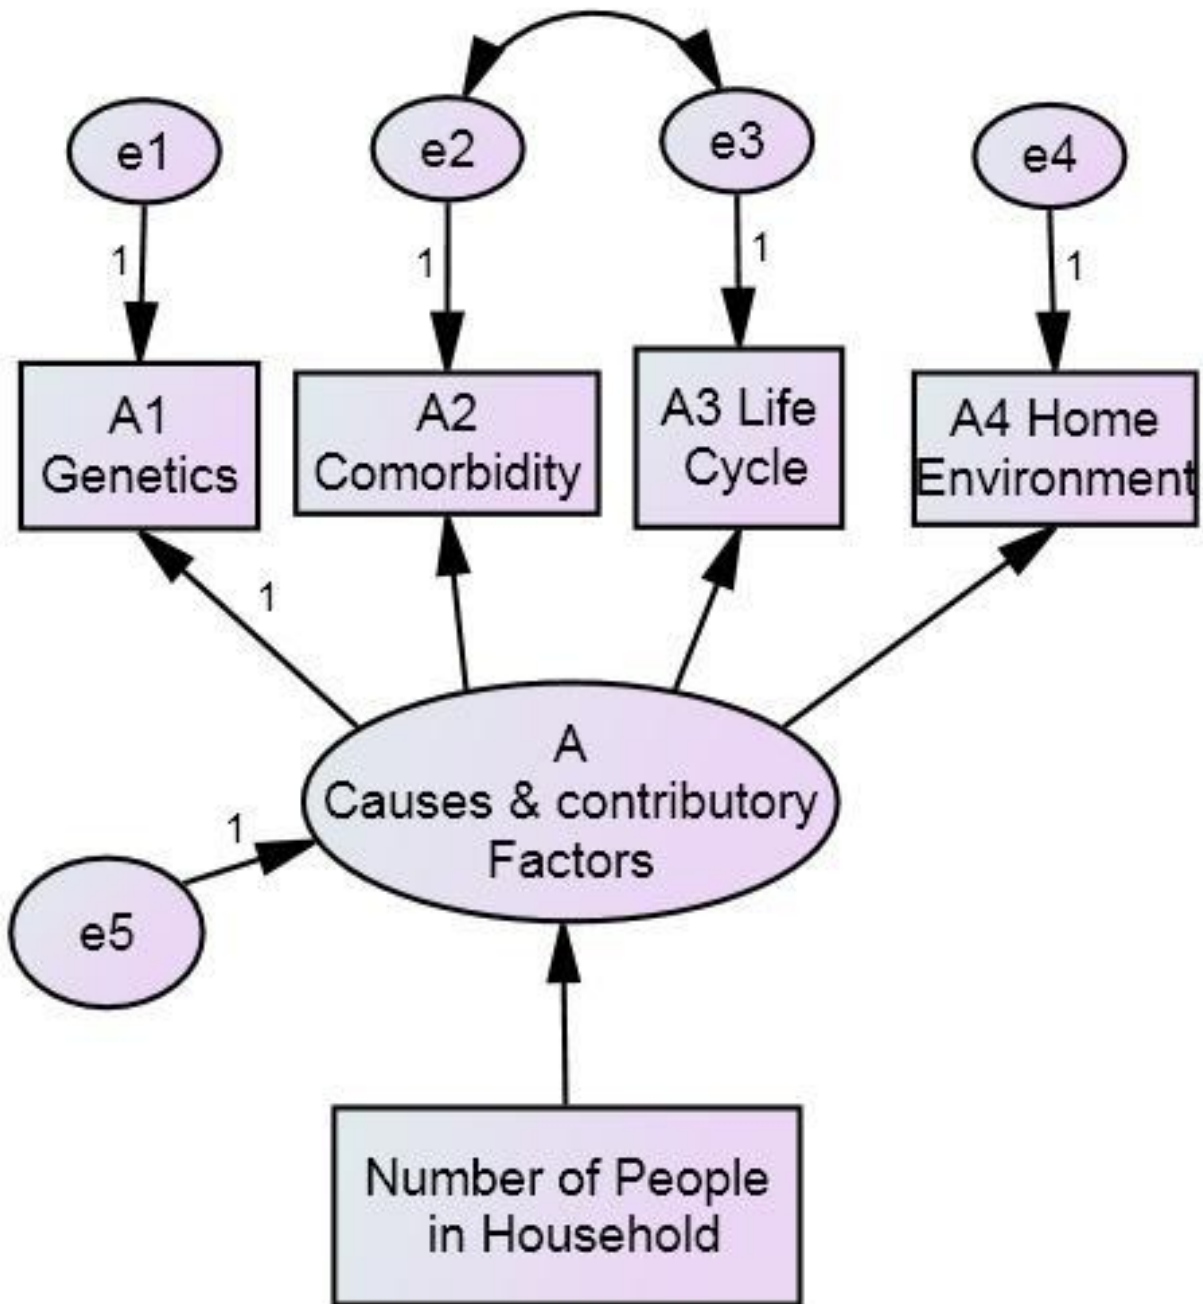 e1
e2
e3
e4
1
1
1
1
A1
Genetics
A2
Comorbidity
A3 Life
Cycle
A4 Home
Environment
1
A
Causes & contributory
Factors
1
e5
Number of People
in Household